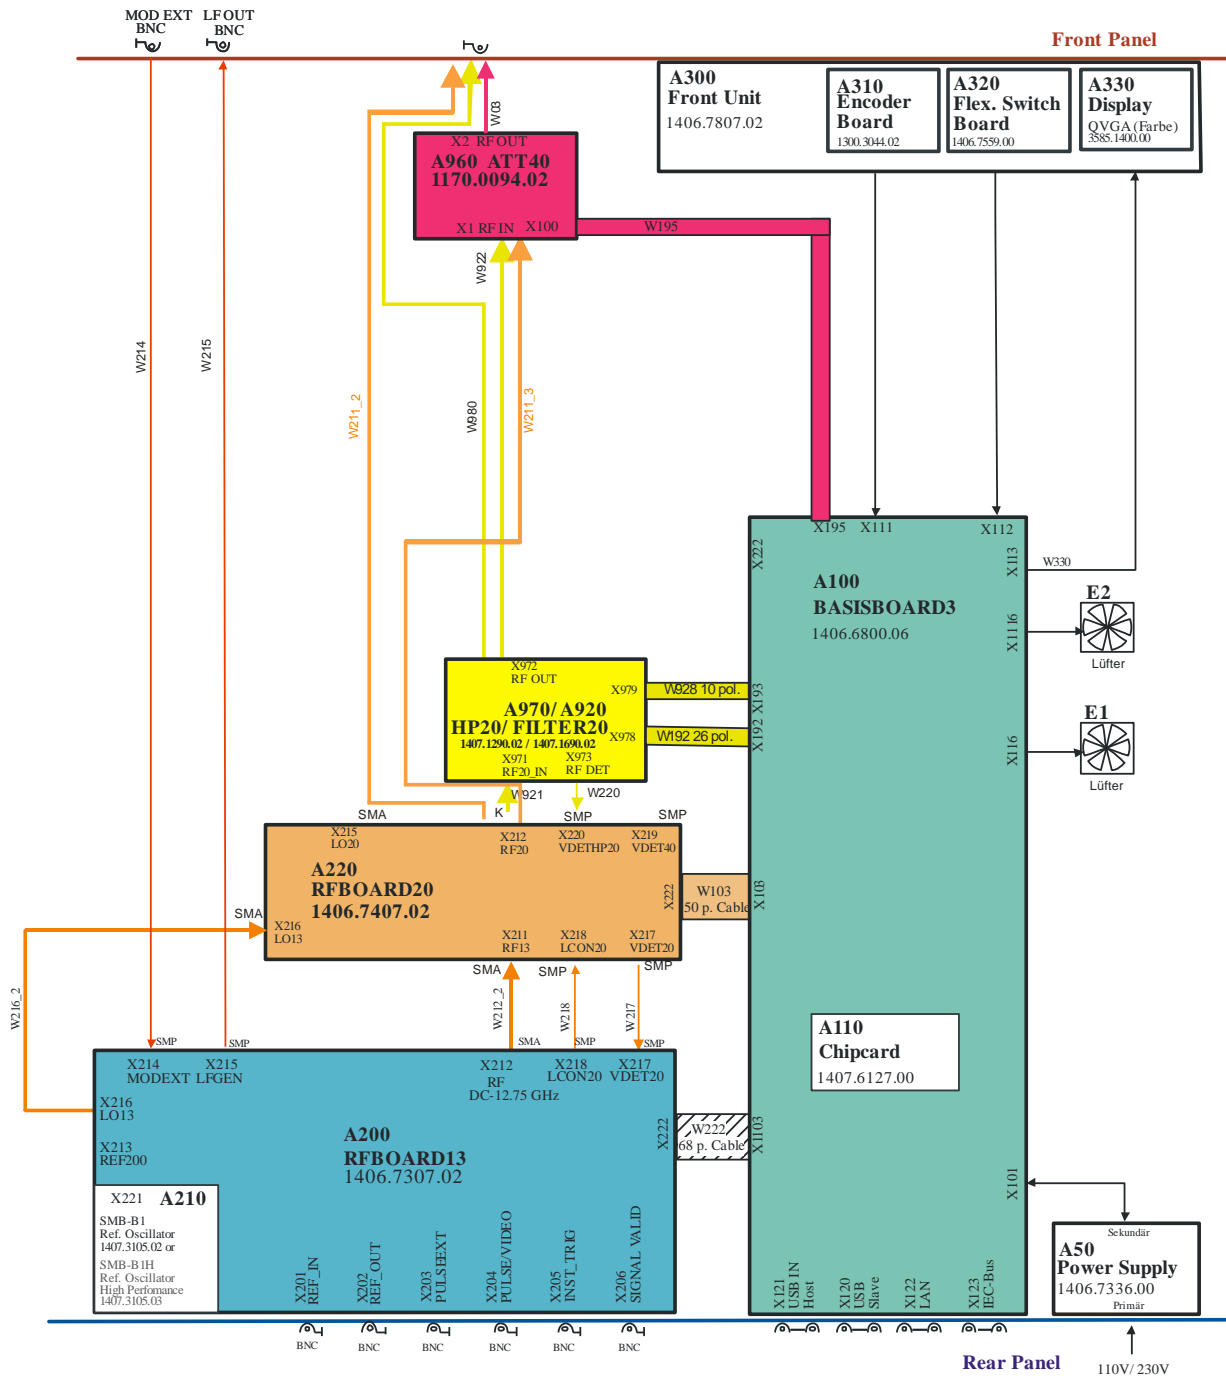 MOD EXT
BNC
LF OUT
BNC
Front Panel
A300
Front Unit
1406.7807.02
A310
Encoder
Board
1300.3044.02
A320
Flex. Switch
Board
1406.7559.00
A330
Display
QVGA (Farbe)
3585.1400.00
W03
X2 RF OUT
A960 ATT40
1170.0094.02
X1 RF IN
X100
W195
W922
W214
W215
W211_2
W980
W211_3
X195
X111
X112
X222
X113
W330
A100
BASISBOARD3
1406.6800.06
E2
X1116
Lüfter
X972
RF OUT
X979
W928 10 pol.
X193
A970/ A920
HP20/ FILTER20
1407.1290.02 / 1407.1690.02
X978
W192 26 pol.
X192
X971
RF20_IN
X973
RF DET
E1
X116
Lüfter
W921
W220
K
SMA
SMP
SMP
X215
LO20
X212
RF20
X220
VDETHP20
X219
VDET40
A220
RFBOARD20
1406.7407.02
X222
W103
50 p. Cable
X103
SMA
X216
LO13
X211
RF13
X218
LCON20
X217
VDET20
SMA
SMP
SMP
W216_2
W212_2
W218
W217
SMP
SMP
SMA
SMP
SMP
X214
MODEXT
X215
LFGEN
X212
RF
DC-12.75 GHz
X218
LCON20
X217
VDET20
A110
Chipcard
1407.6127.00
X216
LO13
X213
REF200
A200
RFBOARD13
1406.7307.02
X222
W222
68 p. Cable
X1103
X101
X221
A210
SMB-B1
Ref. Oscillator
1407.3105.02 or
SMB-B1H
Ref. Oscillator
High Perfomance
1407.3105.03
X201
REF_IN
X202
REF_OUT
X203
PULSEEXT
X204
PULSE/VIDEO
X205
INST_TRIG
X206
SIGNAL VALID
X121
USB IN
Host
X120
USB
Slave
X122
LAN
X123
IEC-Bus
Sekundär
A50
Power Supply
1406.7336.00
Primär
BNC
BNC
BNC
BNC
BNC
BNC
Rear Panel
110V/ 230V